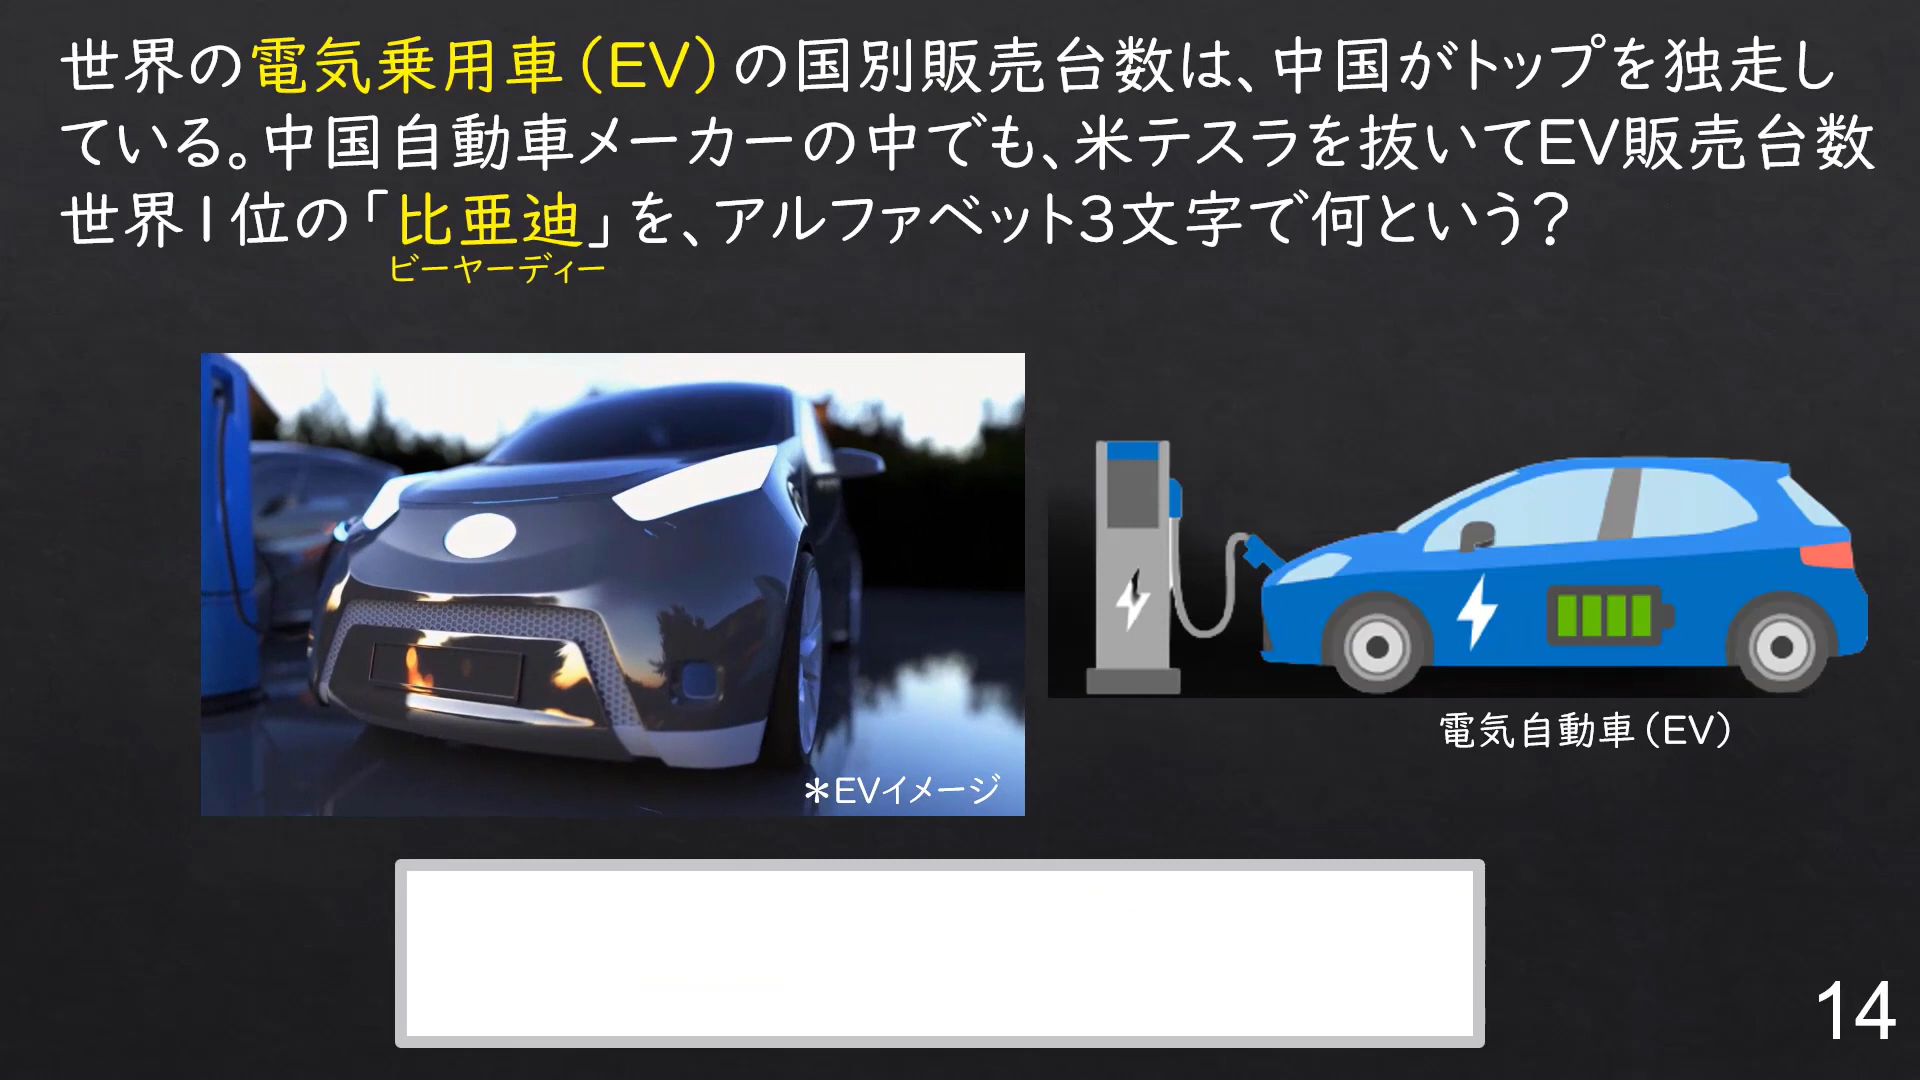 世界の電気乗用車(EV)の国別販売台数は、中国がトップを独走し
ている。中国自動車メーカーの中でも、米テスラを抜いてEV販売台数
世界1位の「比亜迪」を、アルファベット3文字で何という?
ビーヤーディー
*EVイメージ
電気自動車(EV)
14